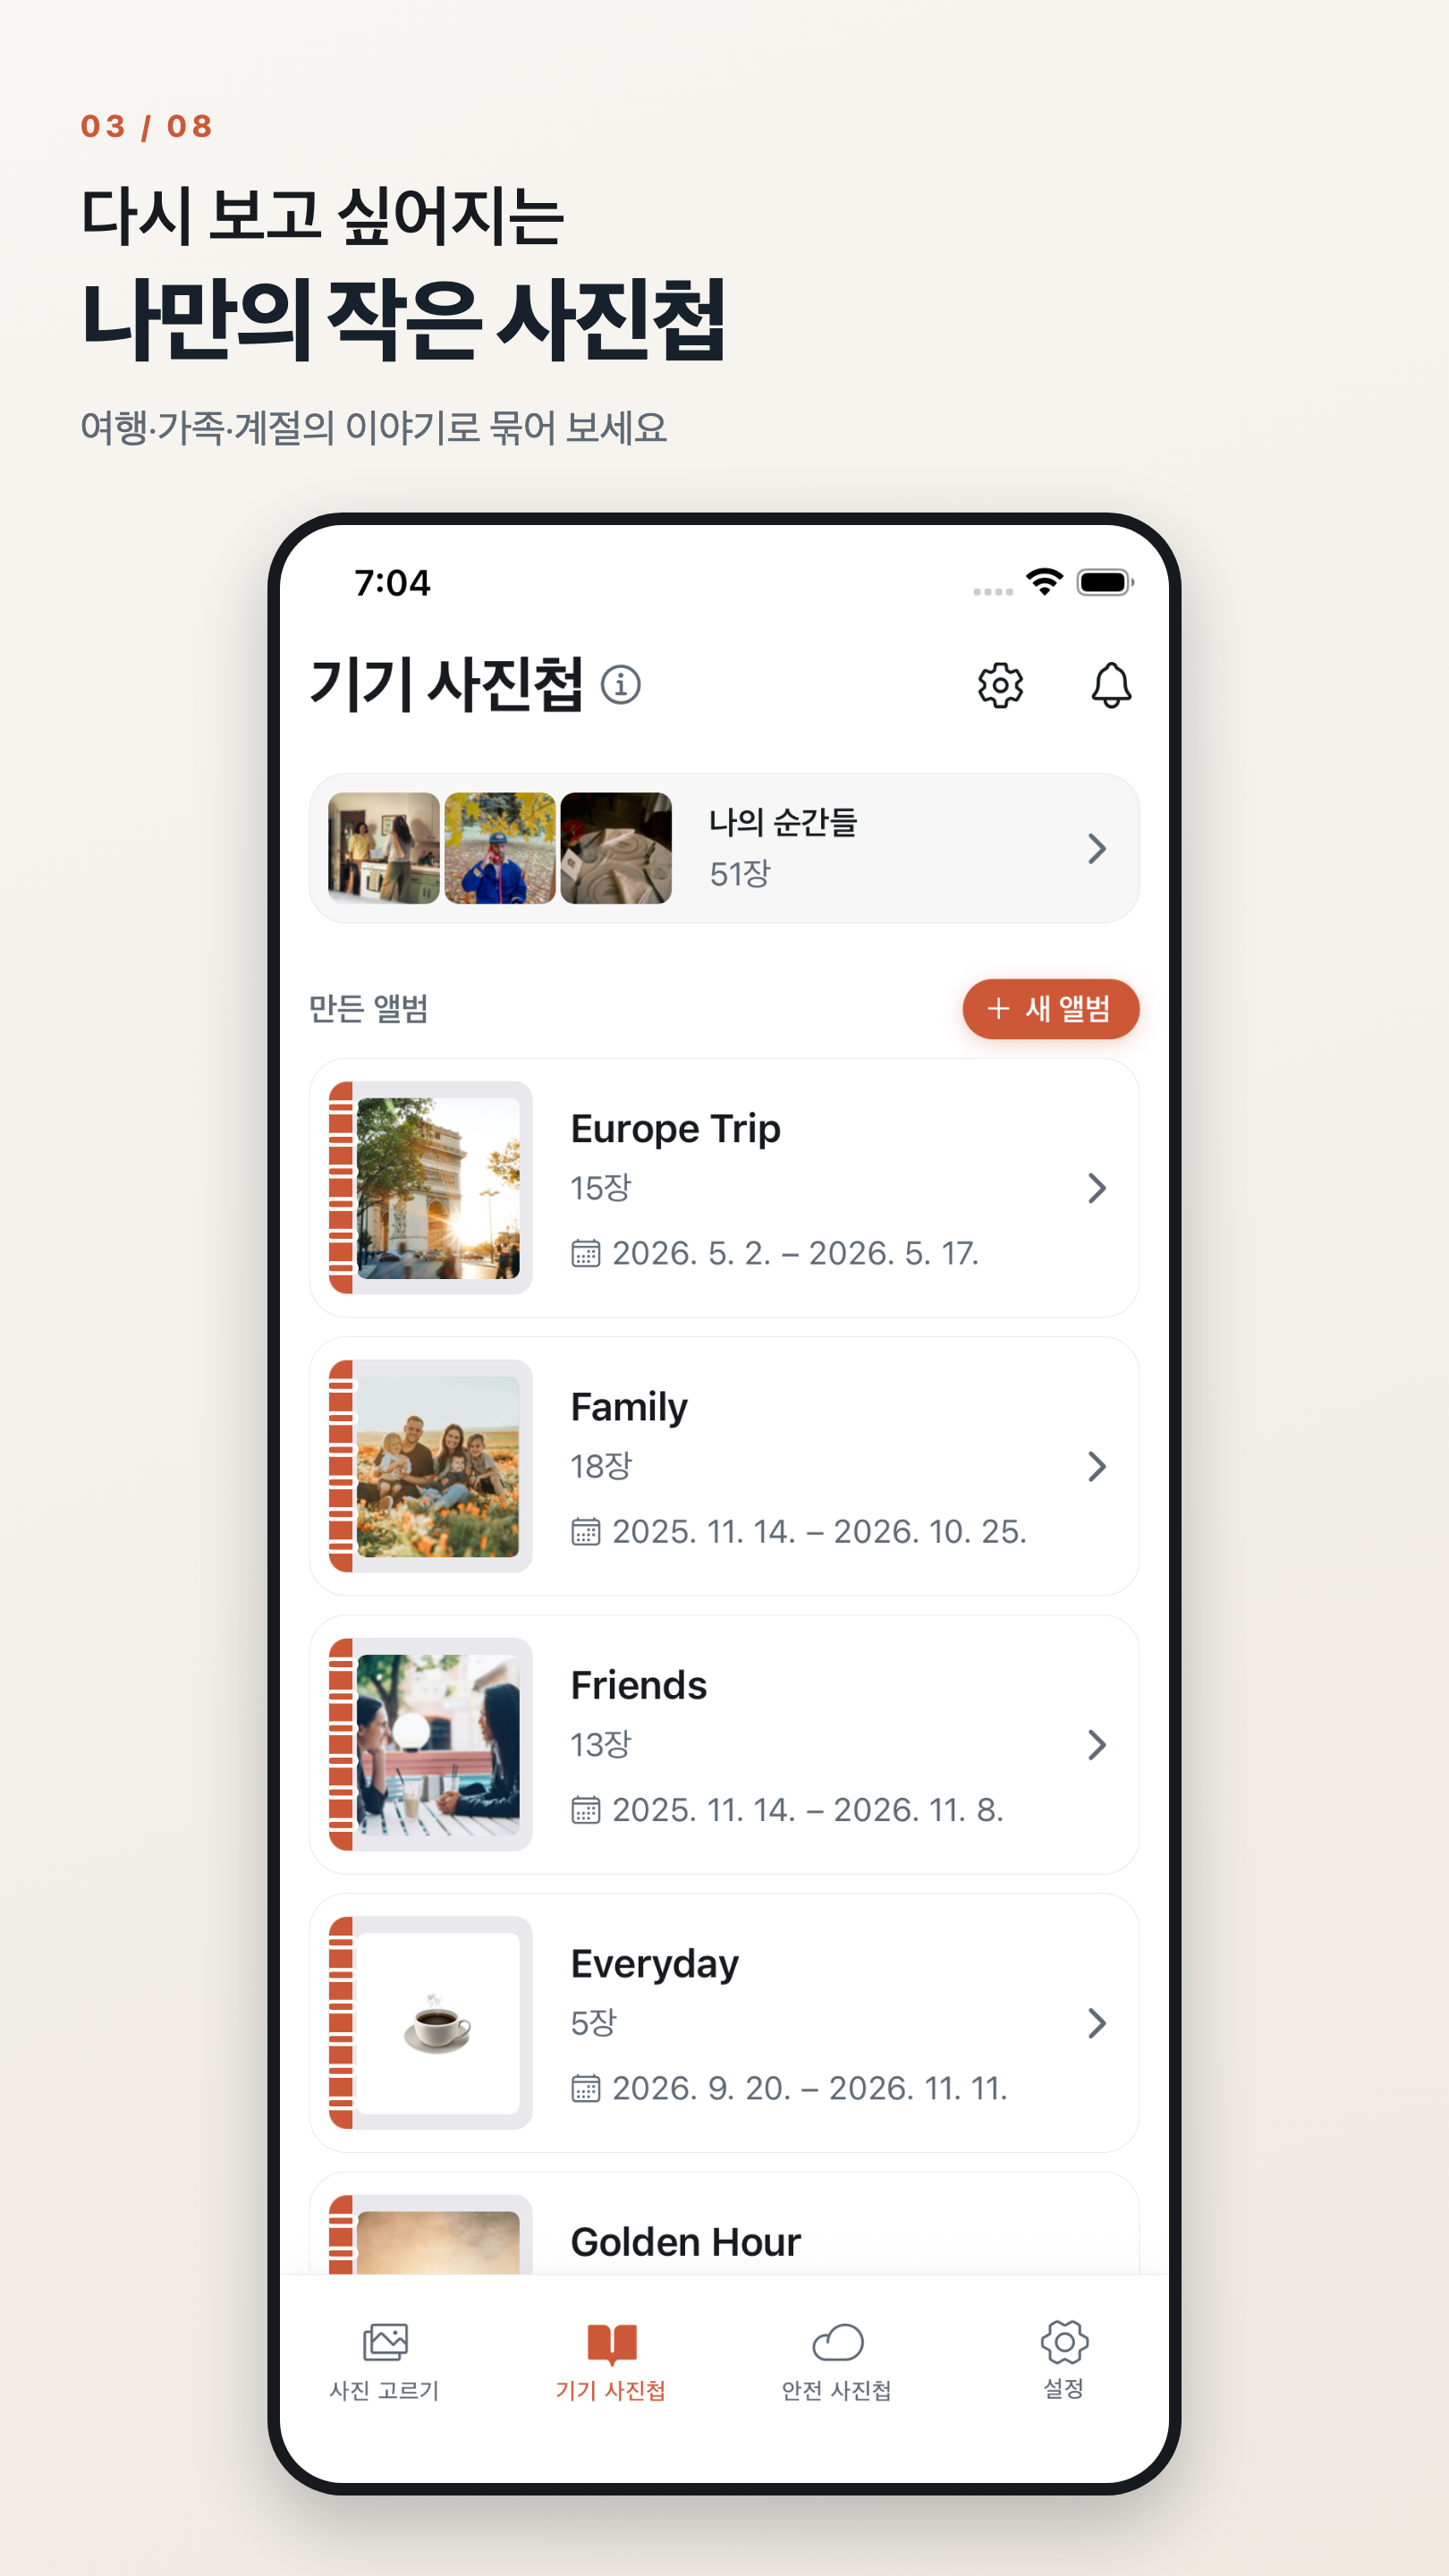 03 / 08
다시 보고 싶어지는
나만의 작은 사진첩
여행·가족·계절의 이야기로 묶어 보세요
7:04
기기 사진첩
나의 순간들
51장
만든 앨범
+ 새 앨범
Europe Trip
15장
2026. 5. 2. – 2026. 5. 17.
Family
18장
2025. 11. 14. – 2026. 10. 25.
Friends
13장
2025. 11. 14. – 2026. 11. 8.
Everyday
5장
2026. 9. 20. – 2026. 11. 11.
Golden Hour
사진 고르기
기기 사진첩
안전 사진첩
설정